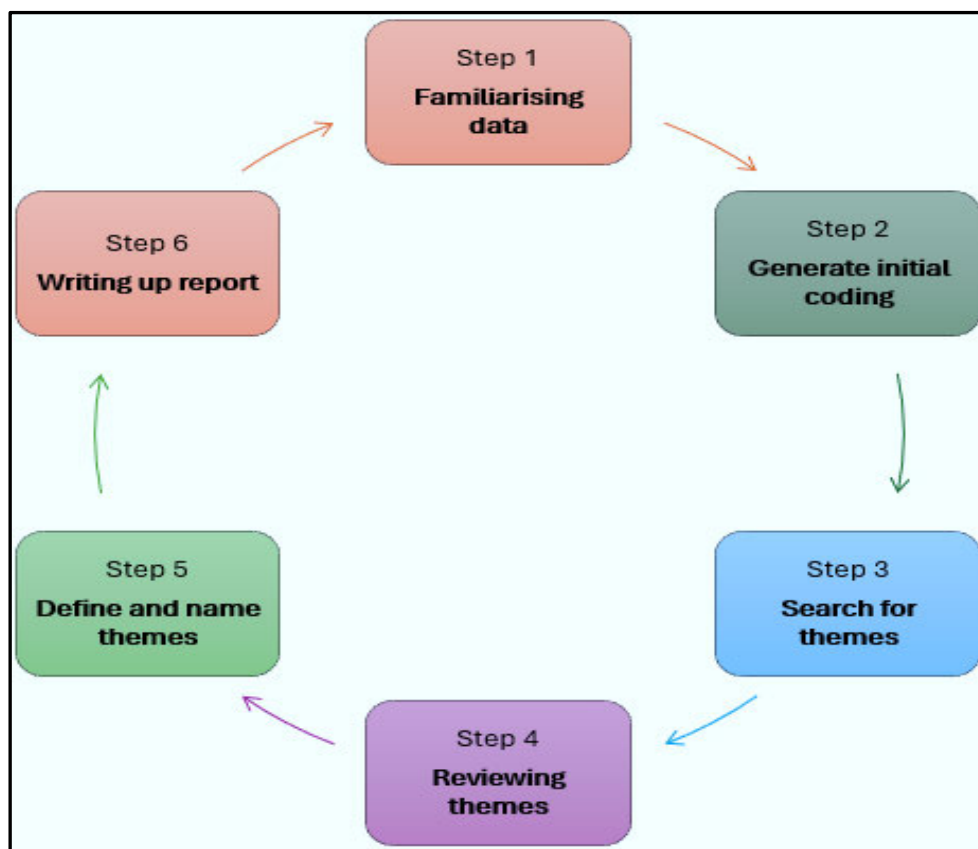 Step 1
Familiarising
data
Step 2
Generate initial
coding
Step 3
Search for
themes
Step 4
Reviewing
themes
Step 5
Define and name
themes
Step 6
Writing up report